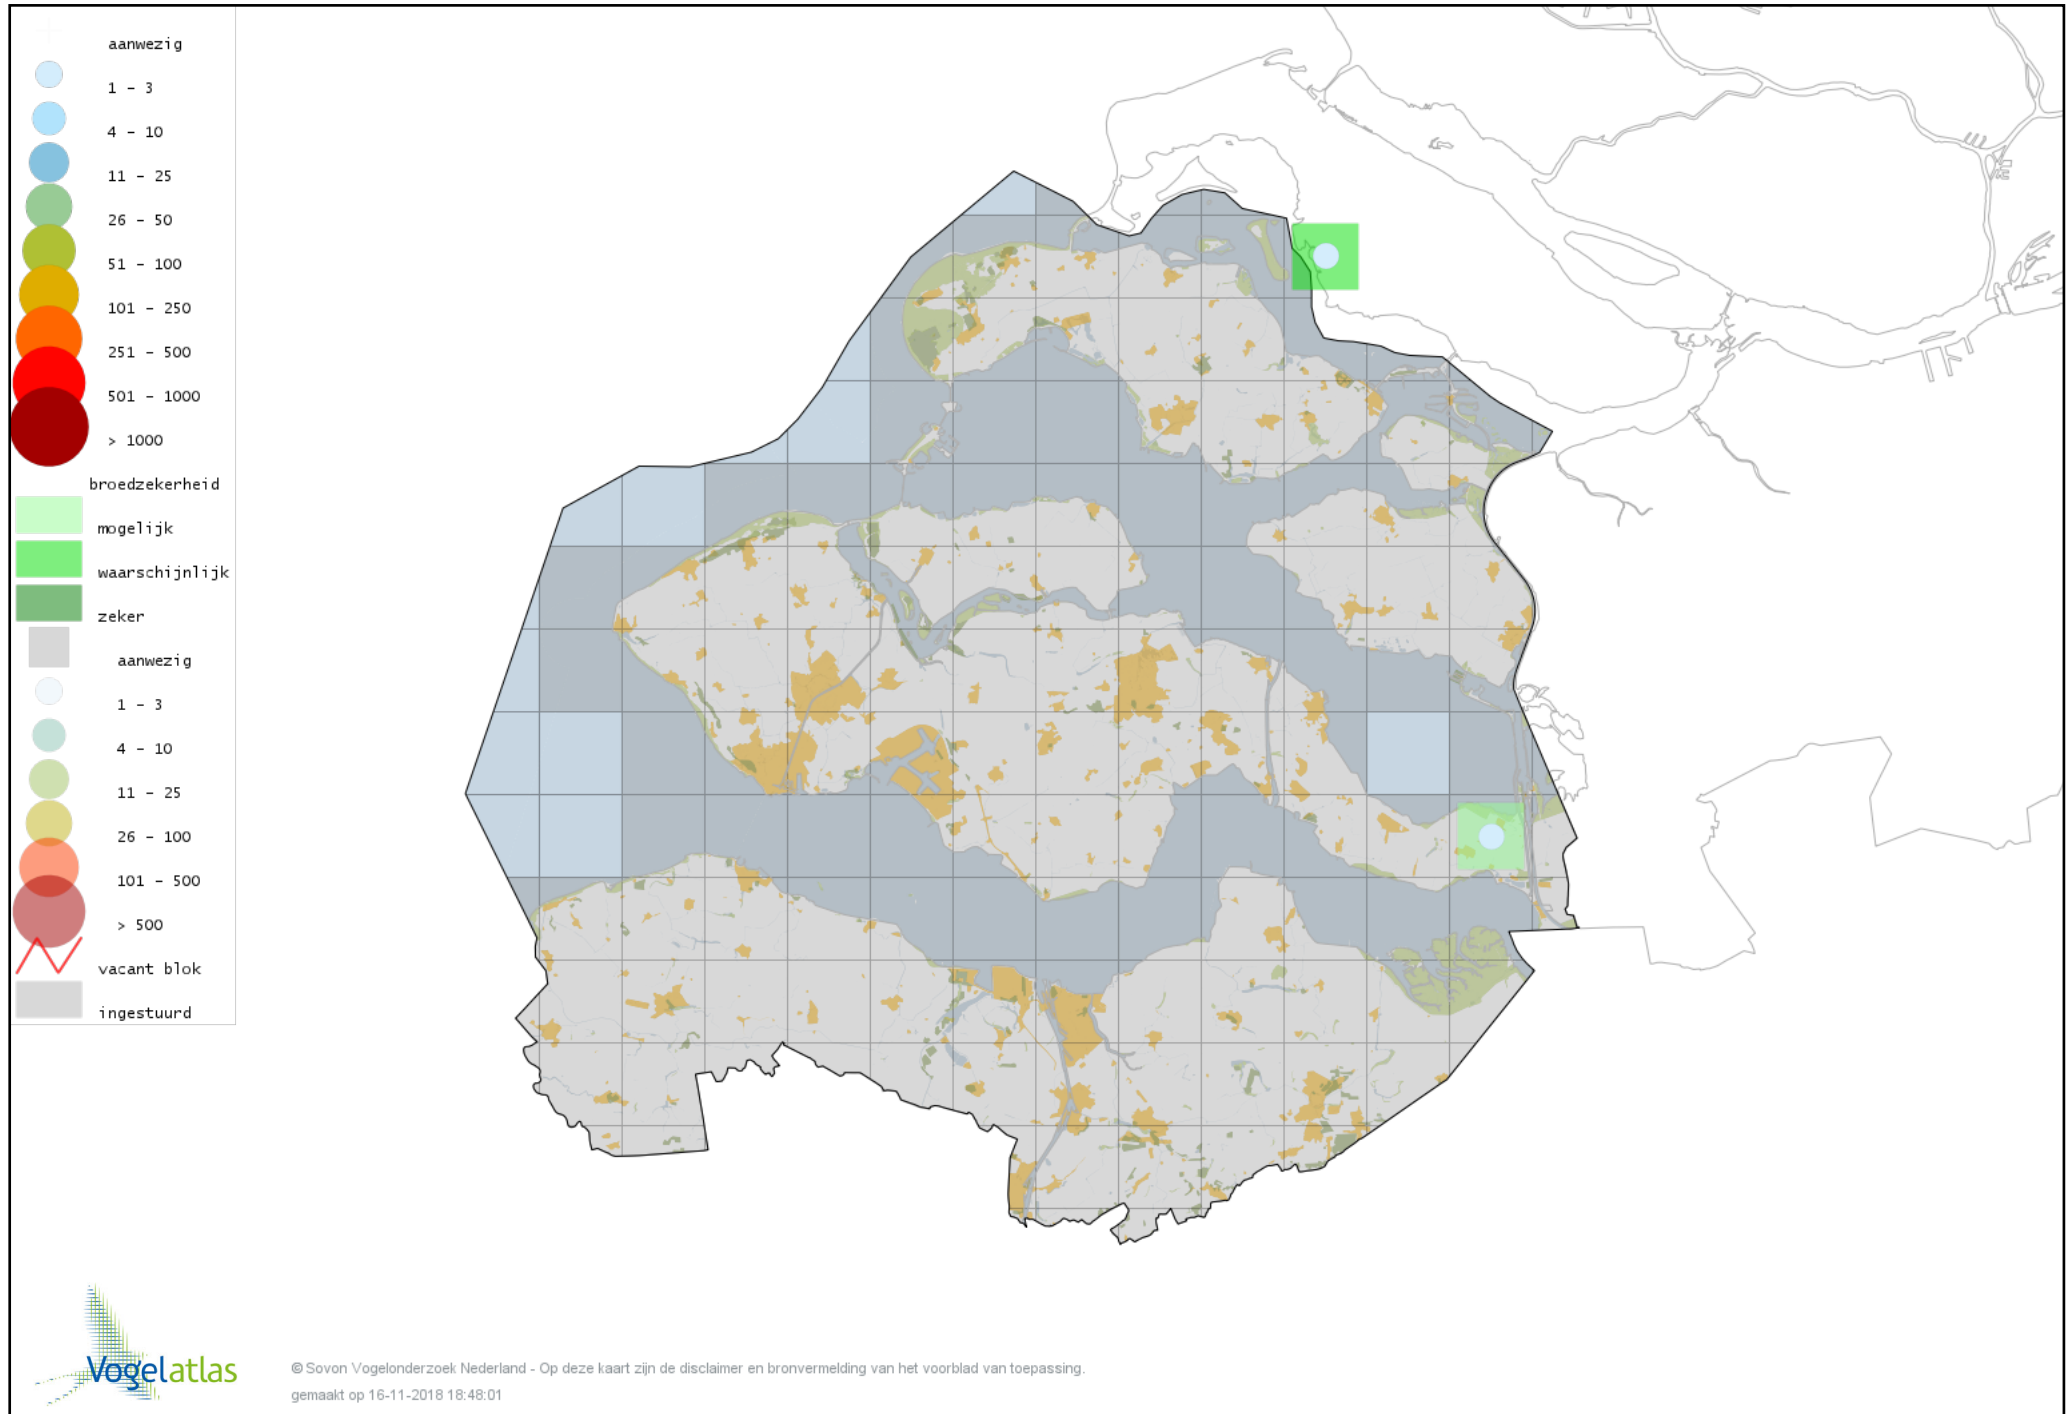 aanwezig
1 - 3
4 - 10
11 - 25
26 - 50
51 - 100
101 - 250
251 - 500
501 - 1000
> 1000
broedzekerheid
mogelijk
waarschijnlijk
zeker
aanwezig
1 - 3
4 - 10
11 - 25
26 - 100
101 - 500
> 500
vacant blok
ingestuurd
Vogelatlas
© Sovon Vogelonderzoek Nederland - Op deze kaart zijn de disclaimer en bronvermelding van het voorblad van toepassing.
gemaakt op 16-11-2018 18:48:01